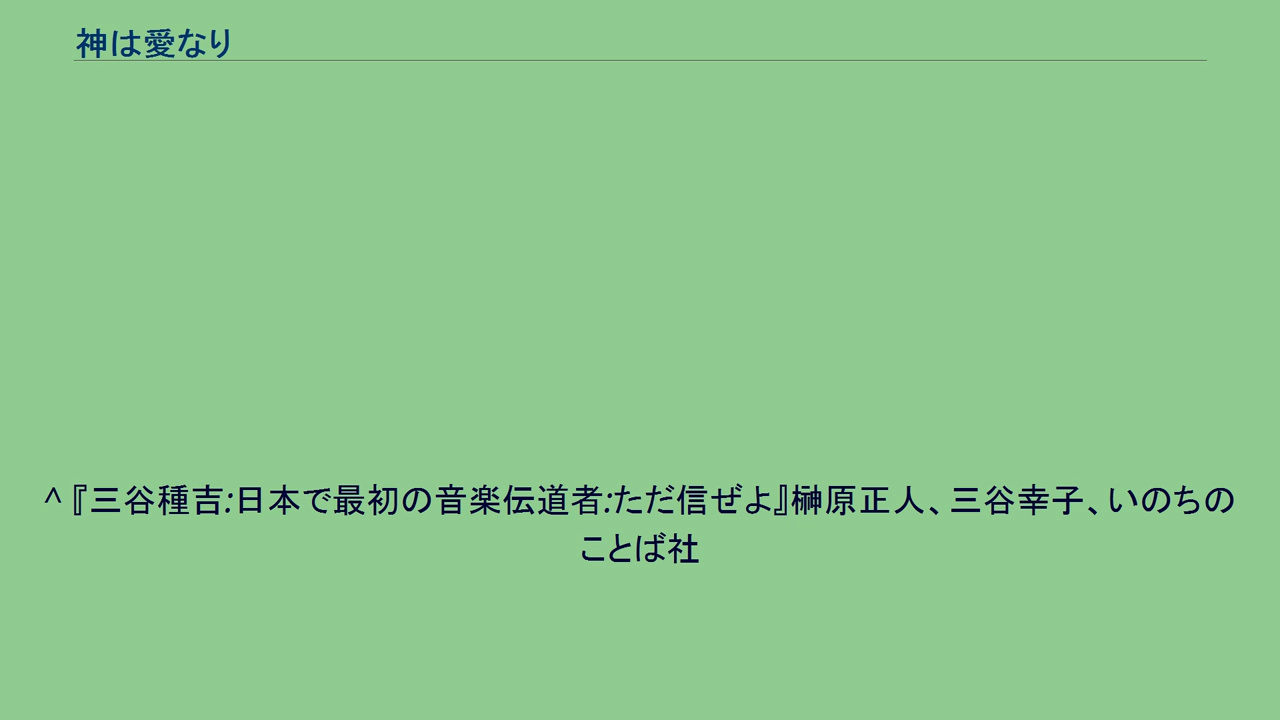 神は愛なり
^『三谷種吉:日本で最初の音楽伝道者:ただ信ぜよ』榊原正人、三谷幸子、いのちの
ことば社